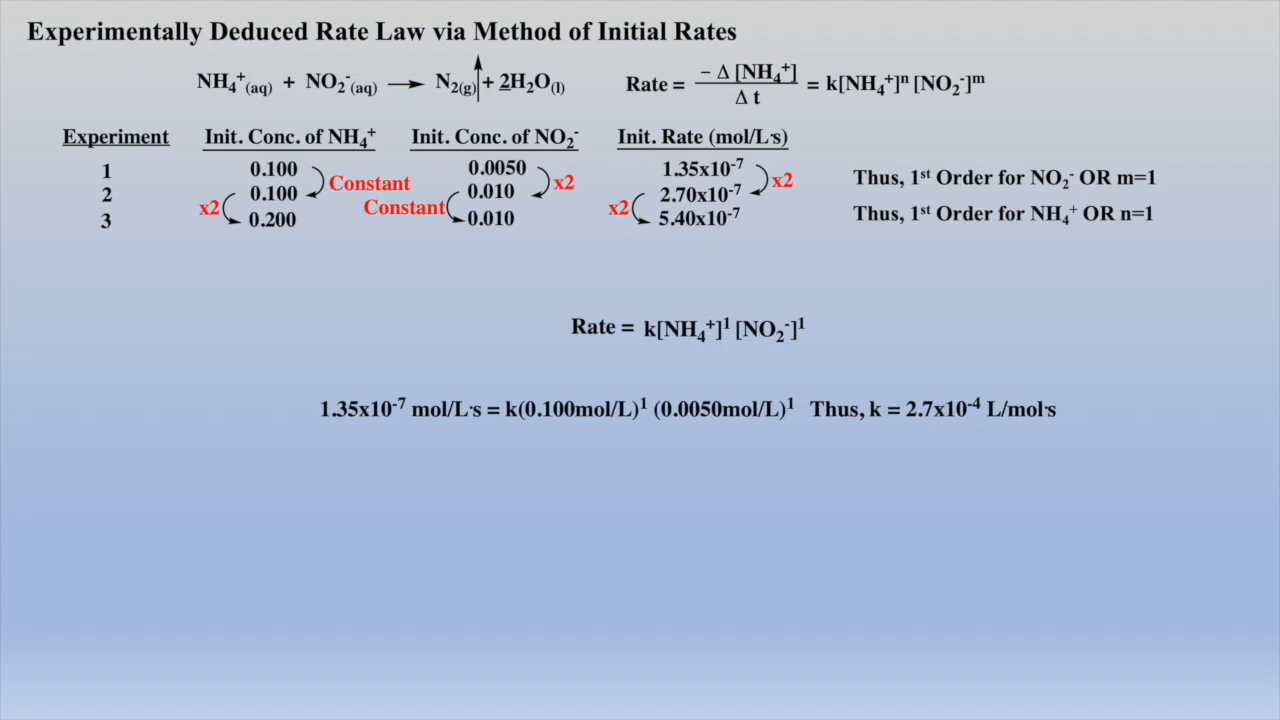 Experimentally Deduced Rate Law via Method of Initial Rates
NH₄⁺(aq) + NO₂⁻(aq) ⟶ N₂(g)↑ + 2H₂O(l) Rate = − Δ [NH₄⁺] / Δ t = k[NH₄⁺]ⁿ [NO₂⁻]ᵐ
Experiment Init. Conc. of NH₄⁺ Init. Conc. of NO₂⁻ Init. Rate (mol/L·s)
1 0.100 0.0050 1.35x10⁻⁷
Constant x2 x2 Thus, 1ˢᵗ Order for NO₂⁻ OR m=1
2 0.100 0.010 2.70x10⁻⁷
x2 Constant x2 Thus, 1ˢᵗ Order for NH₄⁺ OR n=1
3 0.200 0.010 5.40x10⁻⁷
Rate = k[NH₄⁺]¹ [NO₂⁻]¹
1.35x10⁻⁷ mol/L·s = k(0.100mol/L)¹ (0.0050mol/L)¹ Thus, k = 2.7x10⁻⁴ L/mol·s